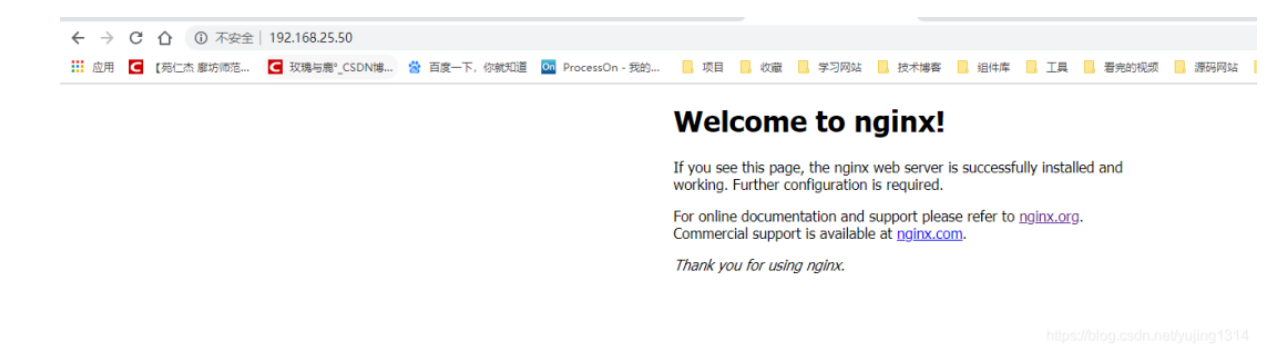 不安全 | 192.168.25.50
应用 【苑仁杰 廊坊师范... 玫瑰与鹿°_CSDN博... 百度一下，你就知道 On ProcessOn - 我的... 项目 收藏 学习网站 技术博客 组件库 工具 看完的视频 源码网站
Welcome to nginx!
If you see this page, the nginx web server is successfully installed and
working. Further configuration is required.
For online documentation and support please refer to nginx.org.
Commercial support is available at nginx.com.
Thank you for using nginx.
https://blog.csdn.net/yujing1314